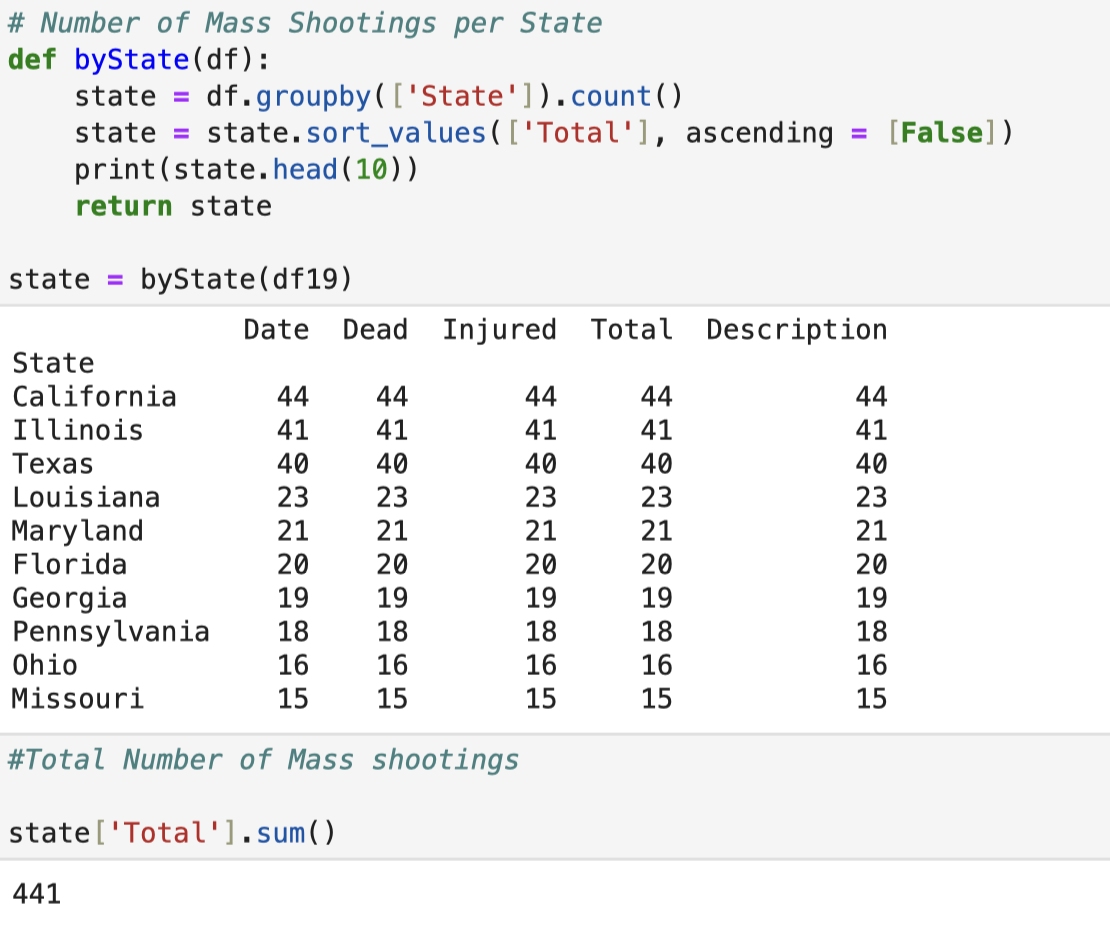 # Number of Mass Shootings per State
def byState(df):
    state = df.groupby(['State']).count()
    state = state.sort_values(['Total'], ascending = [False])
    print(state.head(10))
    return state

state = byState(df19)
              Date  Dead  Injured  Total  Description
State
California      44    44       44     44           44
Illinois        41    41       41     41           41
Texas           40    40       40     40           40
Louisiana       23    23       23     23           23
Maryland        21    21       21     21           21
Florida         20    20       20     20           20
Georgia         19    19       19     19           19
Pennsylvania    18    18       18     18           18
Ohio            16    16       16     16           16
Missouri        15    15       15     15           15
#Total Number of Mass shootings

state['Total'].sum()
441